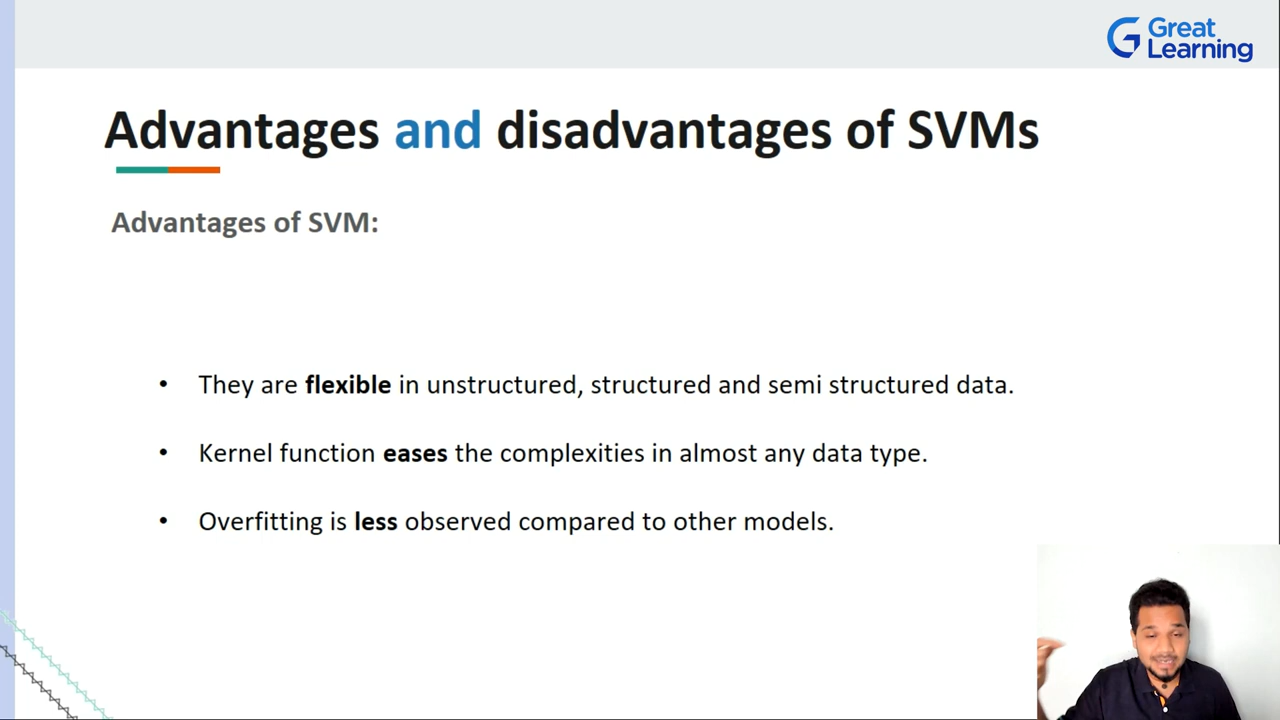 Great
Learning
Advantages and disadvantages of SVMs
Advantages of SVM:
• They are flexible in unstructured, structured and semi structured data.
• Kernel function eases the complexities in almost any data type.
• Overfitting is less observed compared to other models.